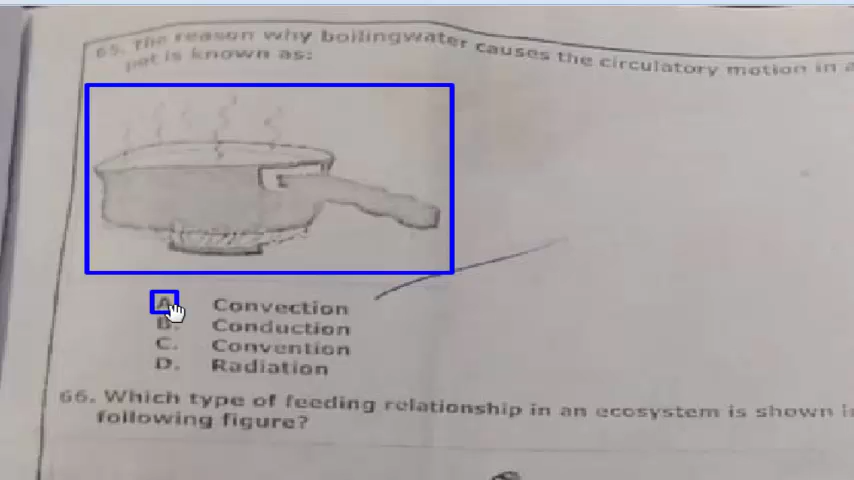 65. The reason why boilingwater causes the circulatory motion in a
pot is known as:
A. Convection
B. Conduction
C. Convention
D. Radiation
66. Which type of feeding relationship in an ecosystem is shown in
following figure?